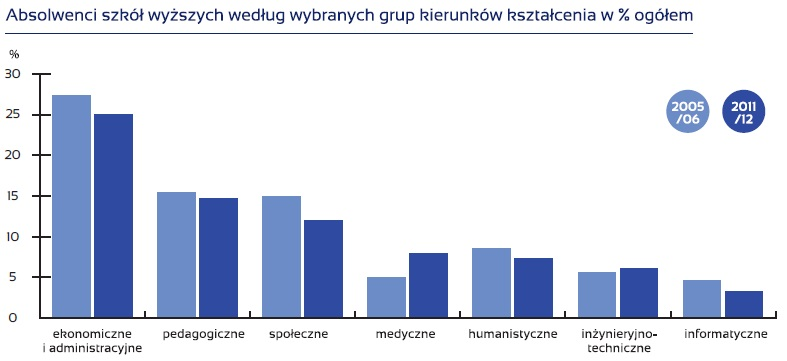 Absolwenci szkół wyższych według wybranych grup kierunków kształcenia w % ogółem
%
30
25
20
15
10
5
0
2005
/06
2011
/12
ekonomiczne
i administracyjne
pedagogiczne
społeczne
medyczne
humanistyczne
inżynieryjno-
techniczne
informatyczne